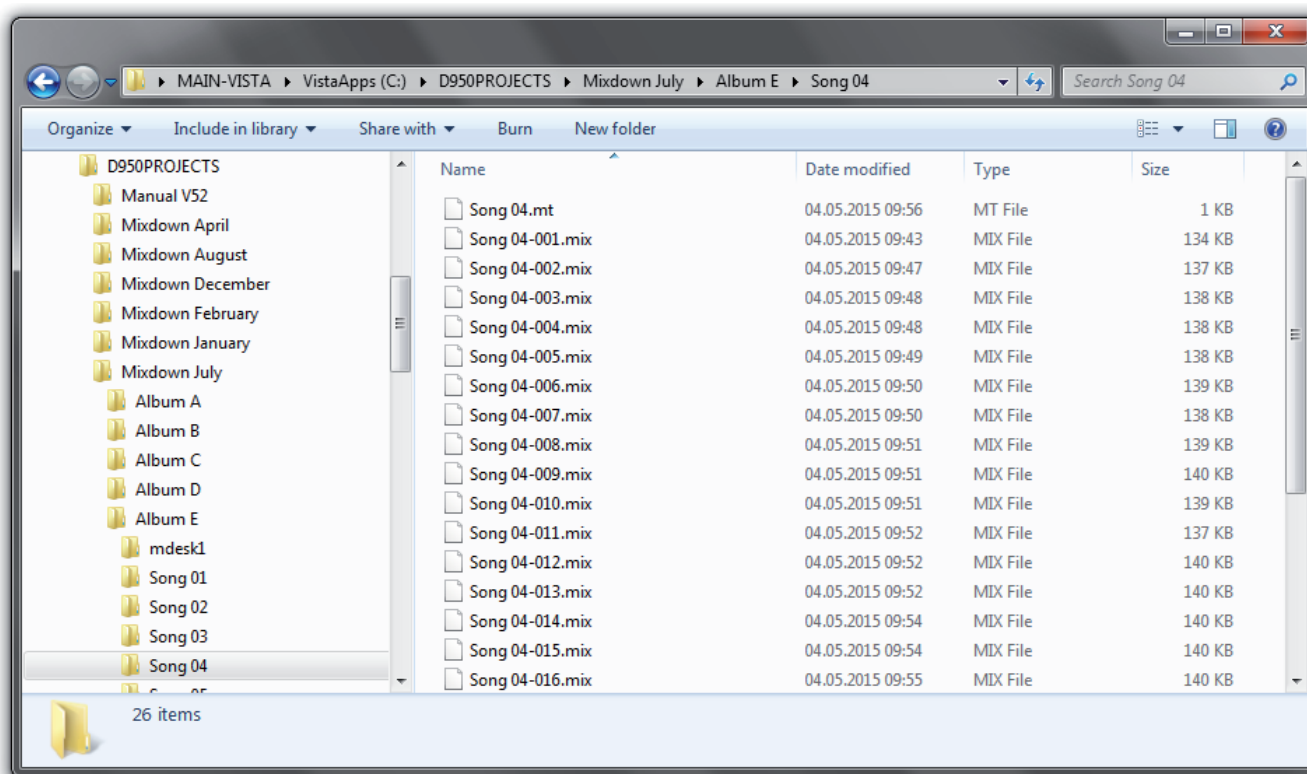 MAIN-VISTA VistaApps (C:) D950PROJECTS Mixdown July Album E Song 04 Search Song 04
Organize Include in library Share with Burn New folder
D950PROJECTS
Manual V52
Mixdown April
Mixdown August
Mixdown December
Mixdown February
Mixdown January
Mixdown July
Album A
Album B
Album C
Album D
Album E
mdesk1
Song 01
Song 02
Song 03
Song 04
Name Date modified Type Size
Song 04.mt 04.05.2015 09:56 MT File 1 KB
Song 04-001.mix 04.05.2015 09:43 MIX File 134 KB
Song 04-002.mix 04.05.2015 09:47 MIX File 137 KB
Song 04-003.mix 04.05.2015 09:48 MIX File 138 KB
Song 04-004.mix 04.05.2015 09:48 MIX File 138 KB
Song 04-005.mix 04.05.2015 09:49 MIX File 138 KB
Song 04-006.mix 04.05.2015 09:50 MIX File 139 KB
Song 04-007.mix 04.05.2015 09:50 MIX File 138 KB
Song 04-008.mix 04.05.2015 09:51 MIX File 139 KB
Song 04-009.mix 04.05.2015 09:51 MIX File 140 KB
Song 04-010.mix 04.05.2015 09:51 MIX File 139 KB
Song 04-011.mix 04.05.2015 09:52 MIX File 137 KB
Song 04-012.mix 04.05.2015 09:52 MIX File 140 KB
Song 04-013.mix 04.05.2015 09:52 MIX File 140 KB
Song 04-014.mix 04.05.2015 09:54 MIX File 140 KB
Song 04-015.mix 04.05.2015 09:54 MIX File 140 KB
Song 04-016.mix 04.05.2015 09:55 MIX File 140 KB
26 items